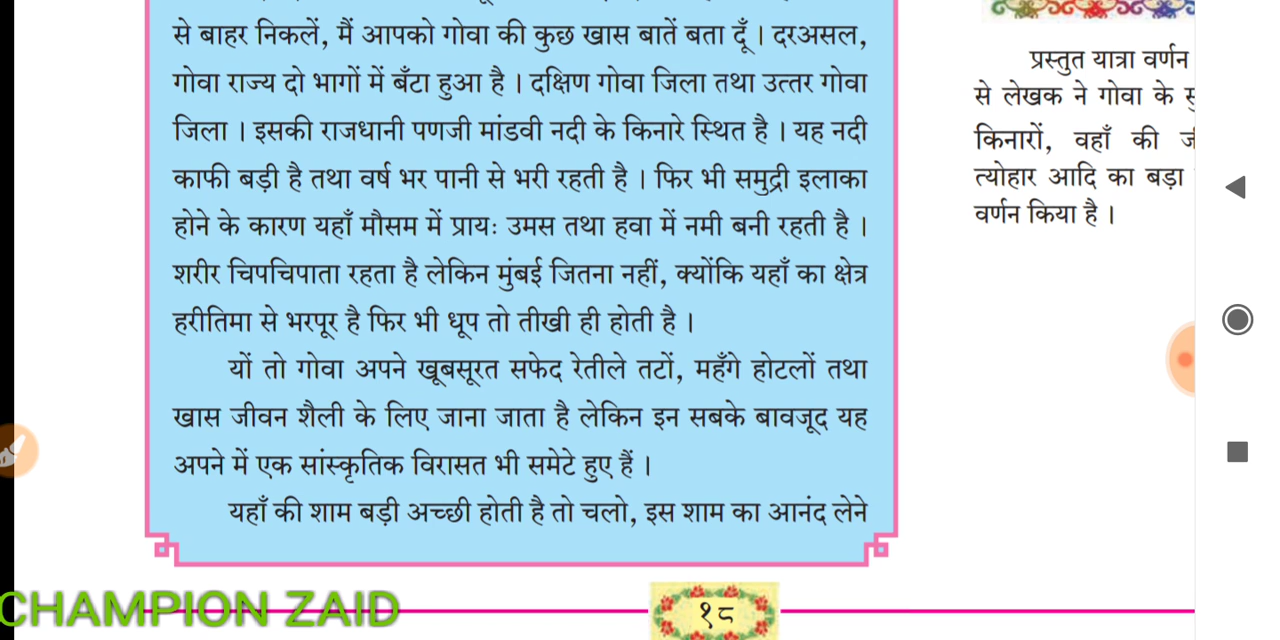 से बाहर निकलें, मैं आपको गोवा की कुछ खास बातें बता दूँ । दरअसल,
गोवा राज्य दो भागों में बँटा हुआ है । दक्षिण गोवा जिला तथा उत्तर गोवा
जिला । इसकी राजधानी पणजी मांडवी नदी के किनारे स्थित है । यह नदी
काफी बड़ी है तथा वर्ष भर पानी से भरी रहती है । फिर भी समुद्री इलाका
होने के कारण यहाँ मौसम में प्रायः उमस तथा हवा में नमी बनी रहती है ।
शरीर चिपचिपाता रहता है लेकिन मुंबई जितना नहीं, क्योंकि यहाँ का क्षेत्र
हरीतिमा से भरपूर है फिर भी धूप तो तीखी ही होती है ।
यों तो गोवा अपने खूबसूरत सफेद रेतीले तटों, महँगे होटलों तथा
खास जीवन शैली के लिए जाना जाता है लेकिन इन सबके बावजूद यह
अपने में एक सांस्कृतिक विरासत भी समेटे हुए हैं ।
यहाँ की शाम बड़ी अच्छी होती है तो चलो, इस शाम का आनंद लेने
प्रस्तुत यात्रा वर्णन
से लेखक ने गोवा के
किनारों, वहाँ की
त्योहार आदि का बड़ा
वर्णन किया है ।
CHAMPION ZAID
१८